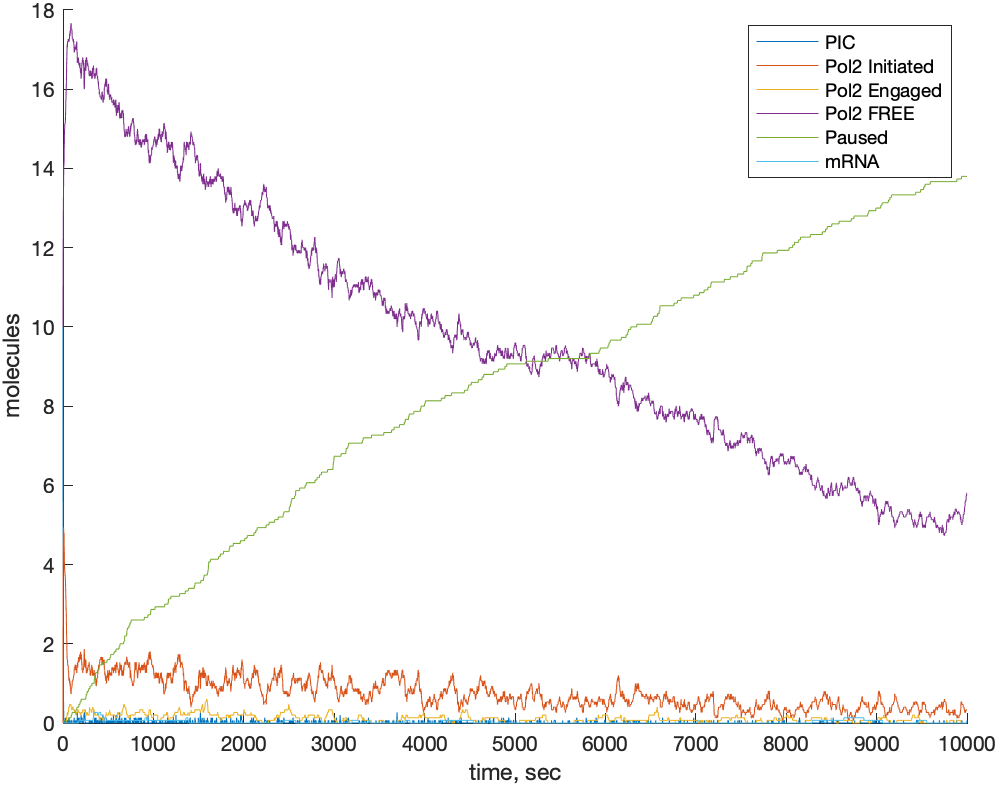 18
16
14
12
10
8
6
4
2
0
molecules
PIC
Pol2 Initiated
Pol2 Engaged
Pol2 FREE
Paused
mRNA
0 1000 2000 3000 4000 5000 6000 7000 8000 9000 10000
time, sec